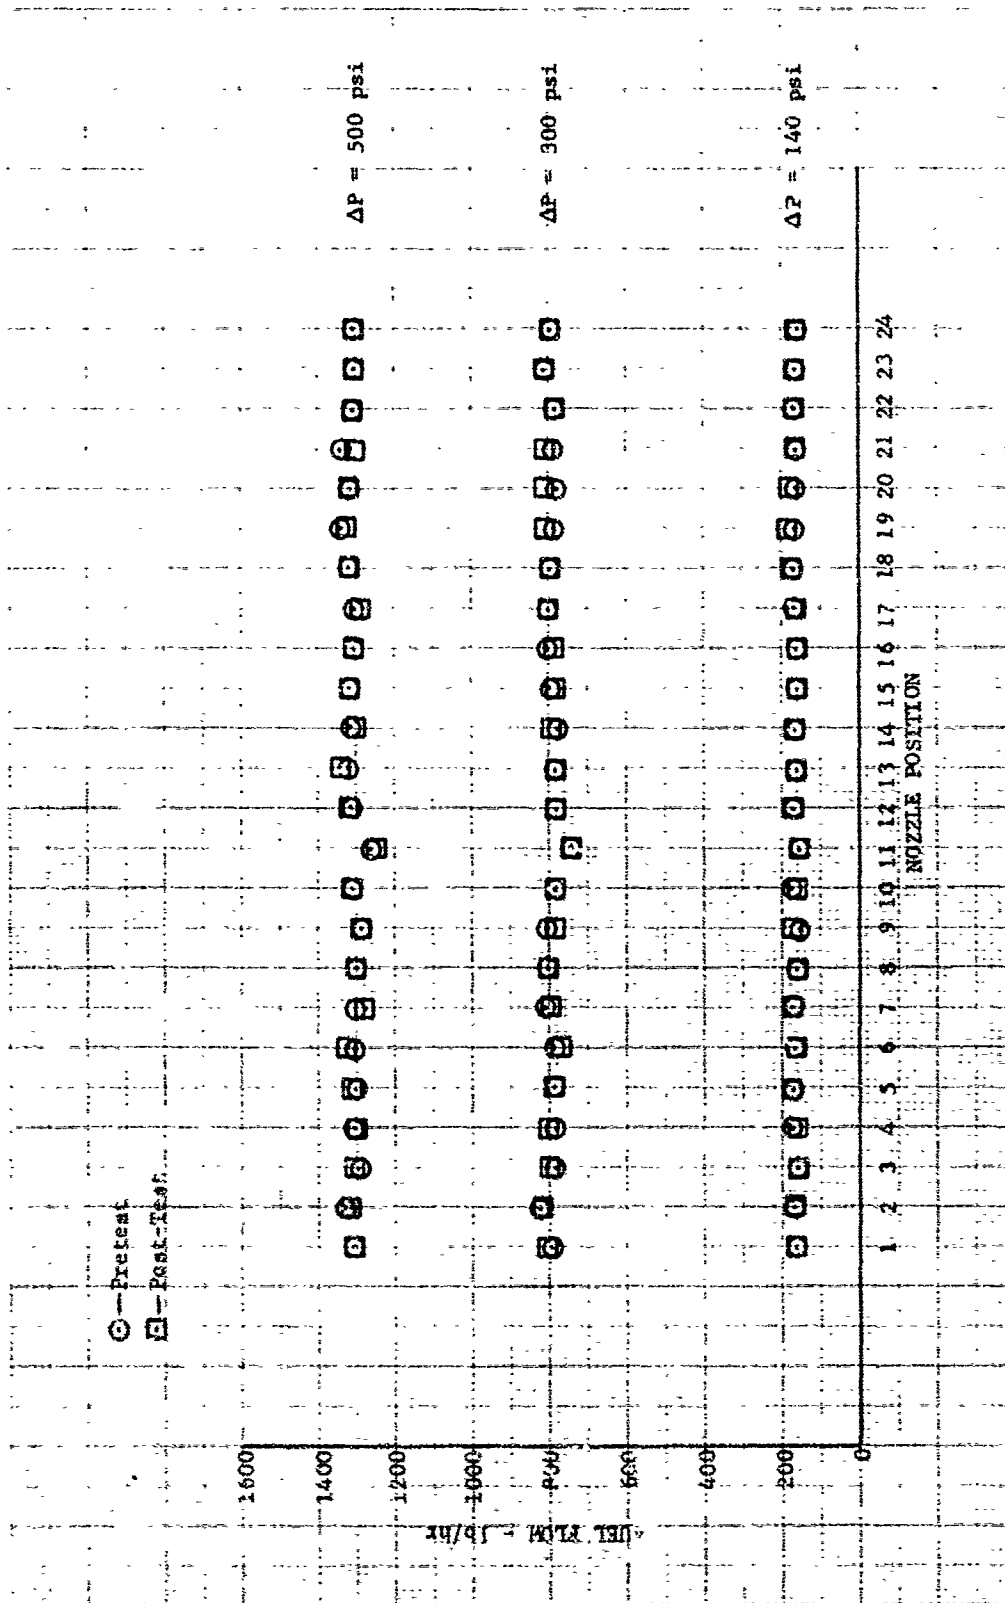 Pretest
Post-Test
ΔP = 500 psi
ΔP = 300 psi
ΔP = 140 psi
1600
1400
1200
1000
800
600
400
200
0
FUEL FLOW - lb/hr
1 2 3 4 5 6 7 8 9 10 11 12 13 14 15 16 17 18 19 20 21 22 23 24
NOZZLE POSITION